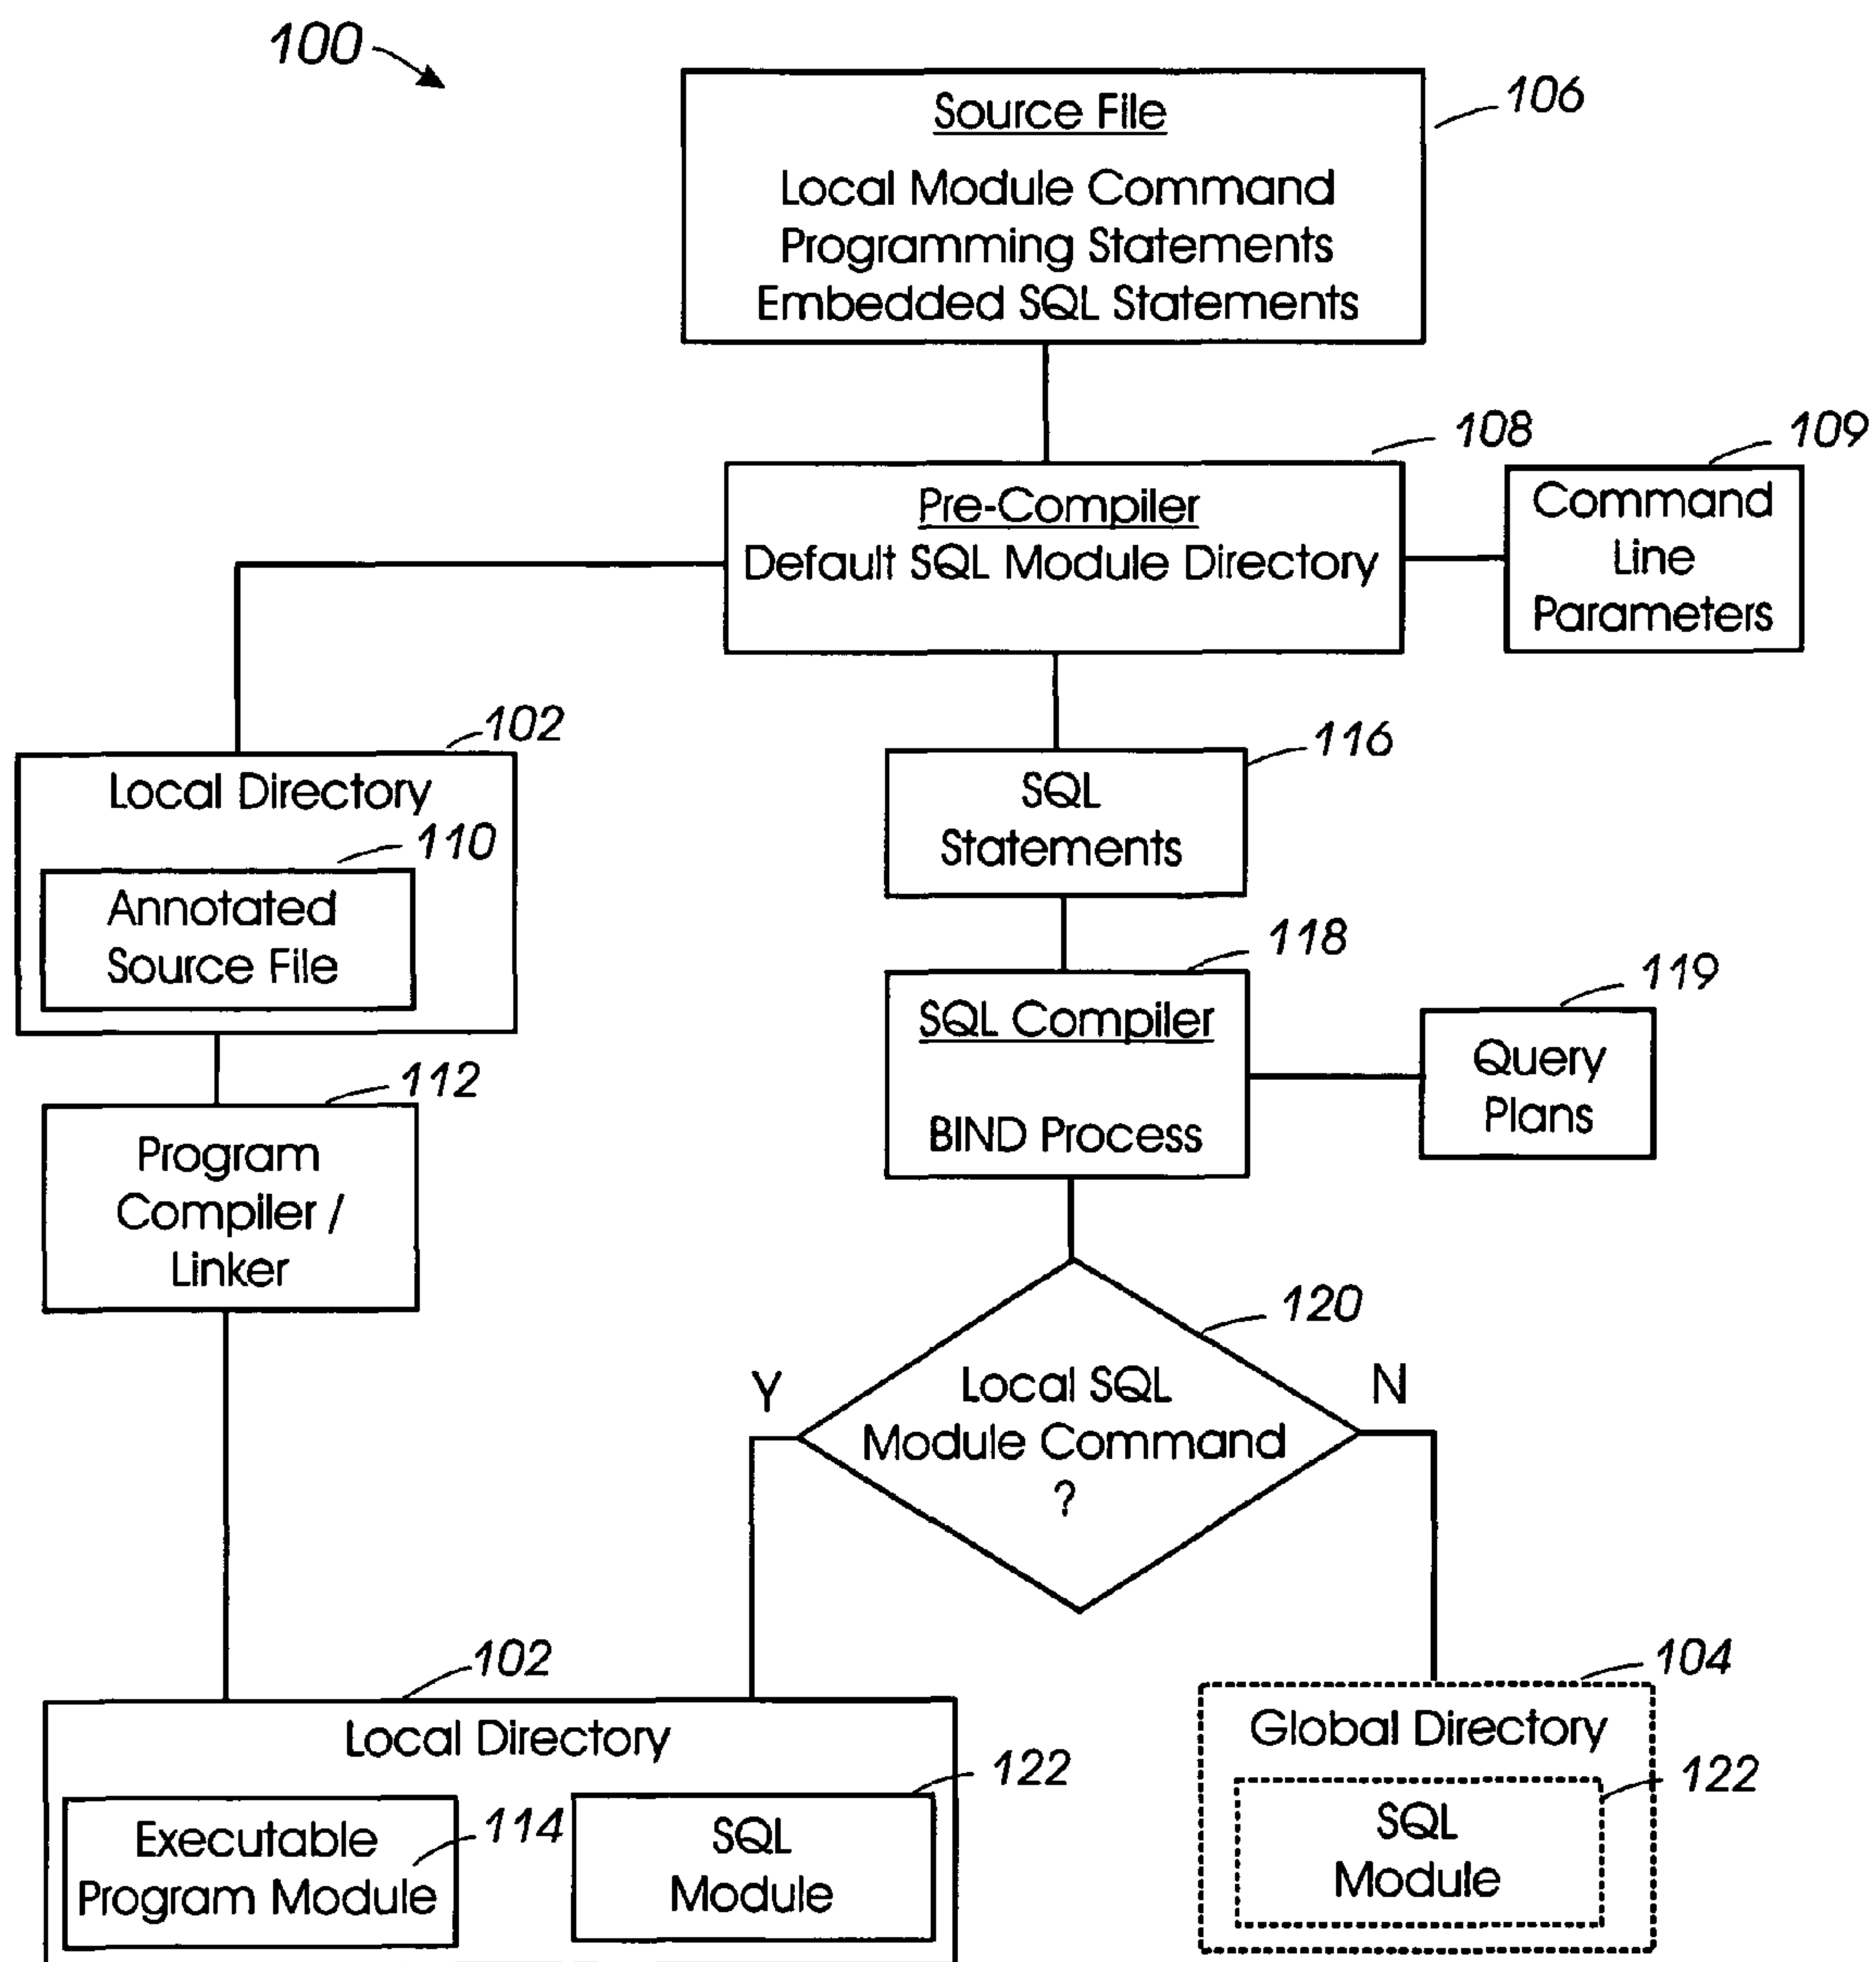 100
Source File
106
Local Module Command
Programming Statements
Embedded SQL Statements
108
109
Pre-Compiler
Default SQL Module Directory
Command
Line
Parameters
102
Local Directory
110
Annotated
Source File
116
SQL
Statements
118
SQL Compiler
BIND Process
119
Query
Plans
112
Program
Compiler /
Linker
120
Local SQL
Module Command
?
Y
N
102
Local Directory
Executable
Program Module
114
122
SQL
Module
104
Global Directory
122
SQL
Module